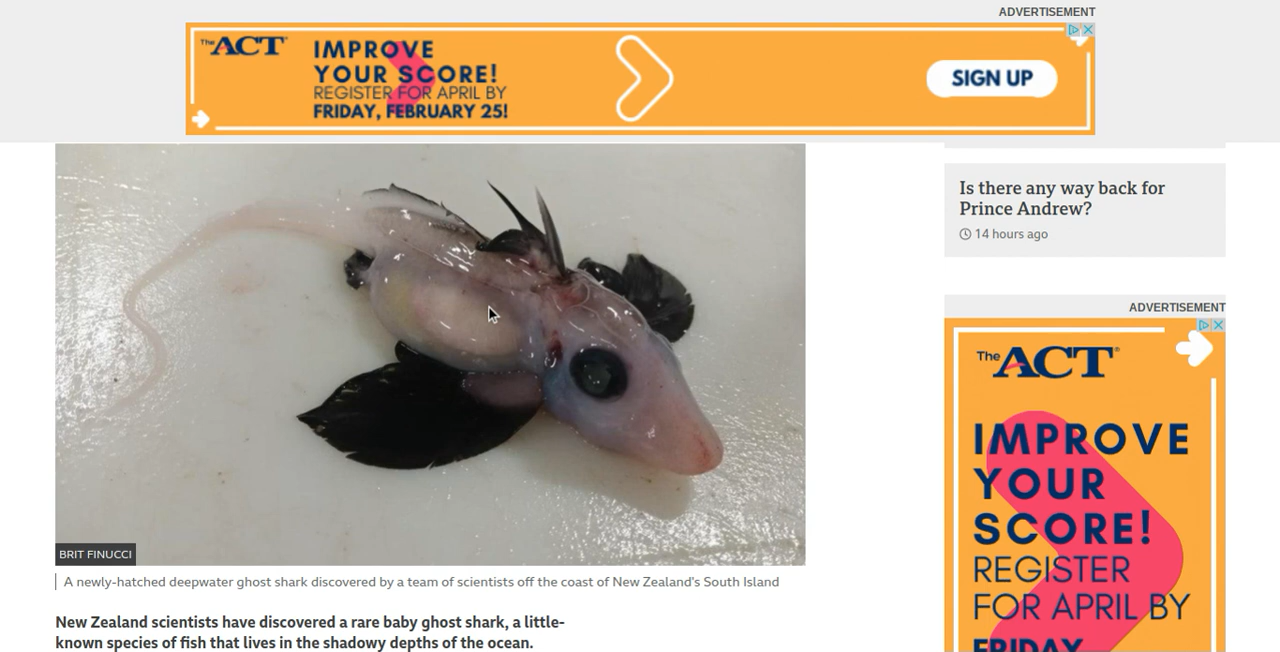 ADVERTISEMENT
The ACT
IMPROVE
YOUR SCORE!
REGISTER FOR APRIL BY
FRIDAY, FEBRUARY 25!
SIGN UP
BRIT FINUCCI
A newly-hatched deepwater ghost shark discovered by a teem of scientists off the coast of New Zealand's South Island
New Zealand scientists have discovered a rare baby ghost shark, a little-
known species of fish that lives in the shadowy depths of the ocean.
Is there any way back for
Prince Andrew?
14 hours ago
ADVERTISEMENT
The ACT®
IMPROVE
YOUR
SCORE!
REGISTER
FOR APRIL BY
FRIDAY